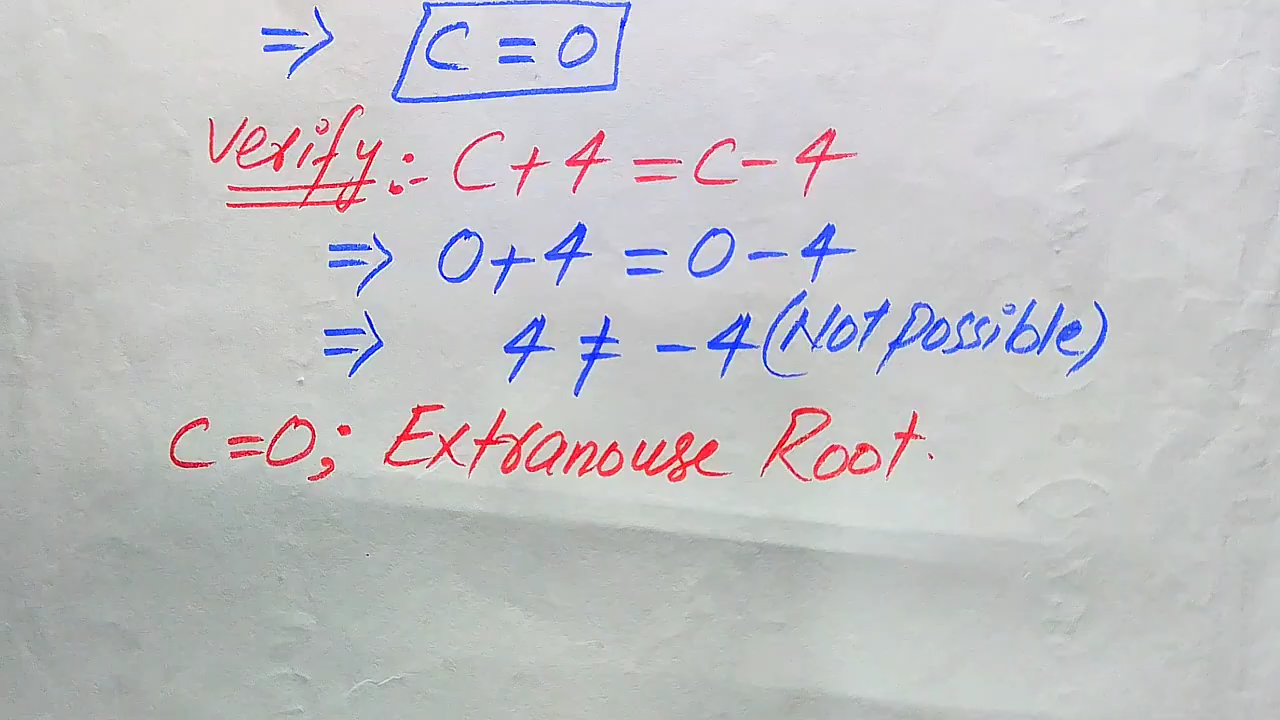 ⇒ C = 0
Verify :- C + 4 = C - 4
⇒ 0 + 4 = 0 - 4
⇒ 4 ≠ - 4 (Not Possible)
C = 0 ; Extranouse Root.